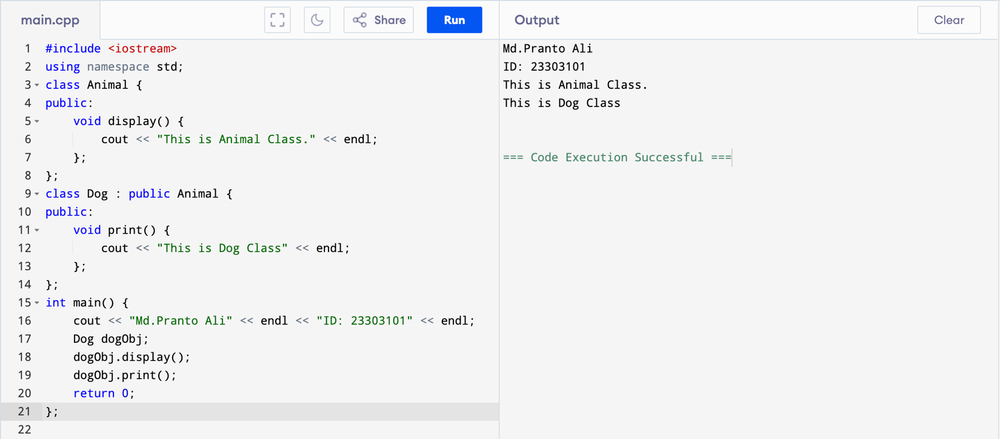 main.cpp
Share
Run
Output
Clear
1 #include <iostream>
2 using namespace std;
3 class Animal {
4 public:
5     void display() {
6         cout << "This is Animal Class." << endl;
7     };
8 };
9 class Dog : public Animal {
10 public:
11     void print() {
12         cout << "This is Dog Class" << endl;
13     };
14 };
15 int main() {
16     cout << "Md.Pranto Ali" << endl << "ID: 23303101" << endl;
17     Dog dogObj;
18     dogObj.display();
19     dogObj.print();
20     return 0;
21 };
22
Md.Pranto Ali
ID: 23303101
This is Animal Class.
This is Dog Class
=== Code Execution Successful ===